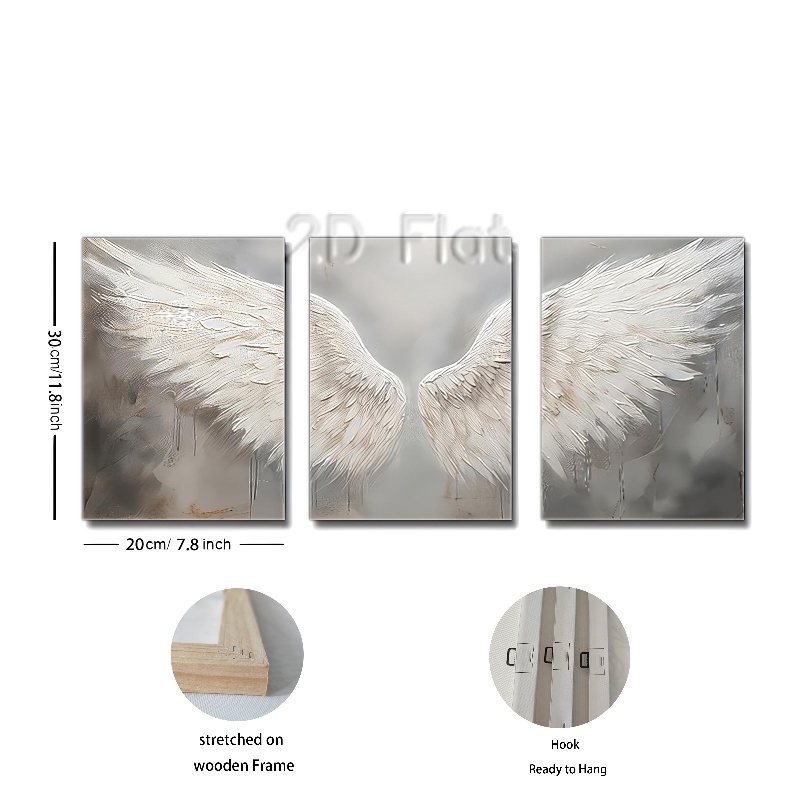 2D Flat
30cm/11.8inch
20cm/ 7.8 inch
stretched on
wooden Frame
Hook
Ready to Hang